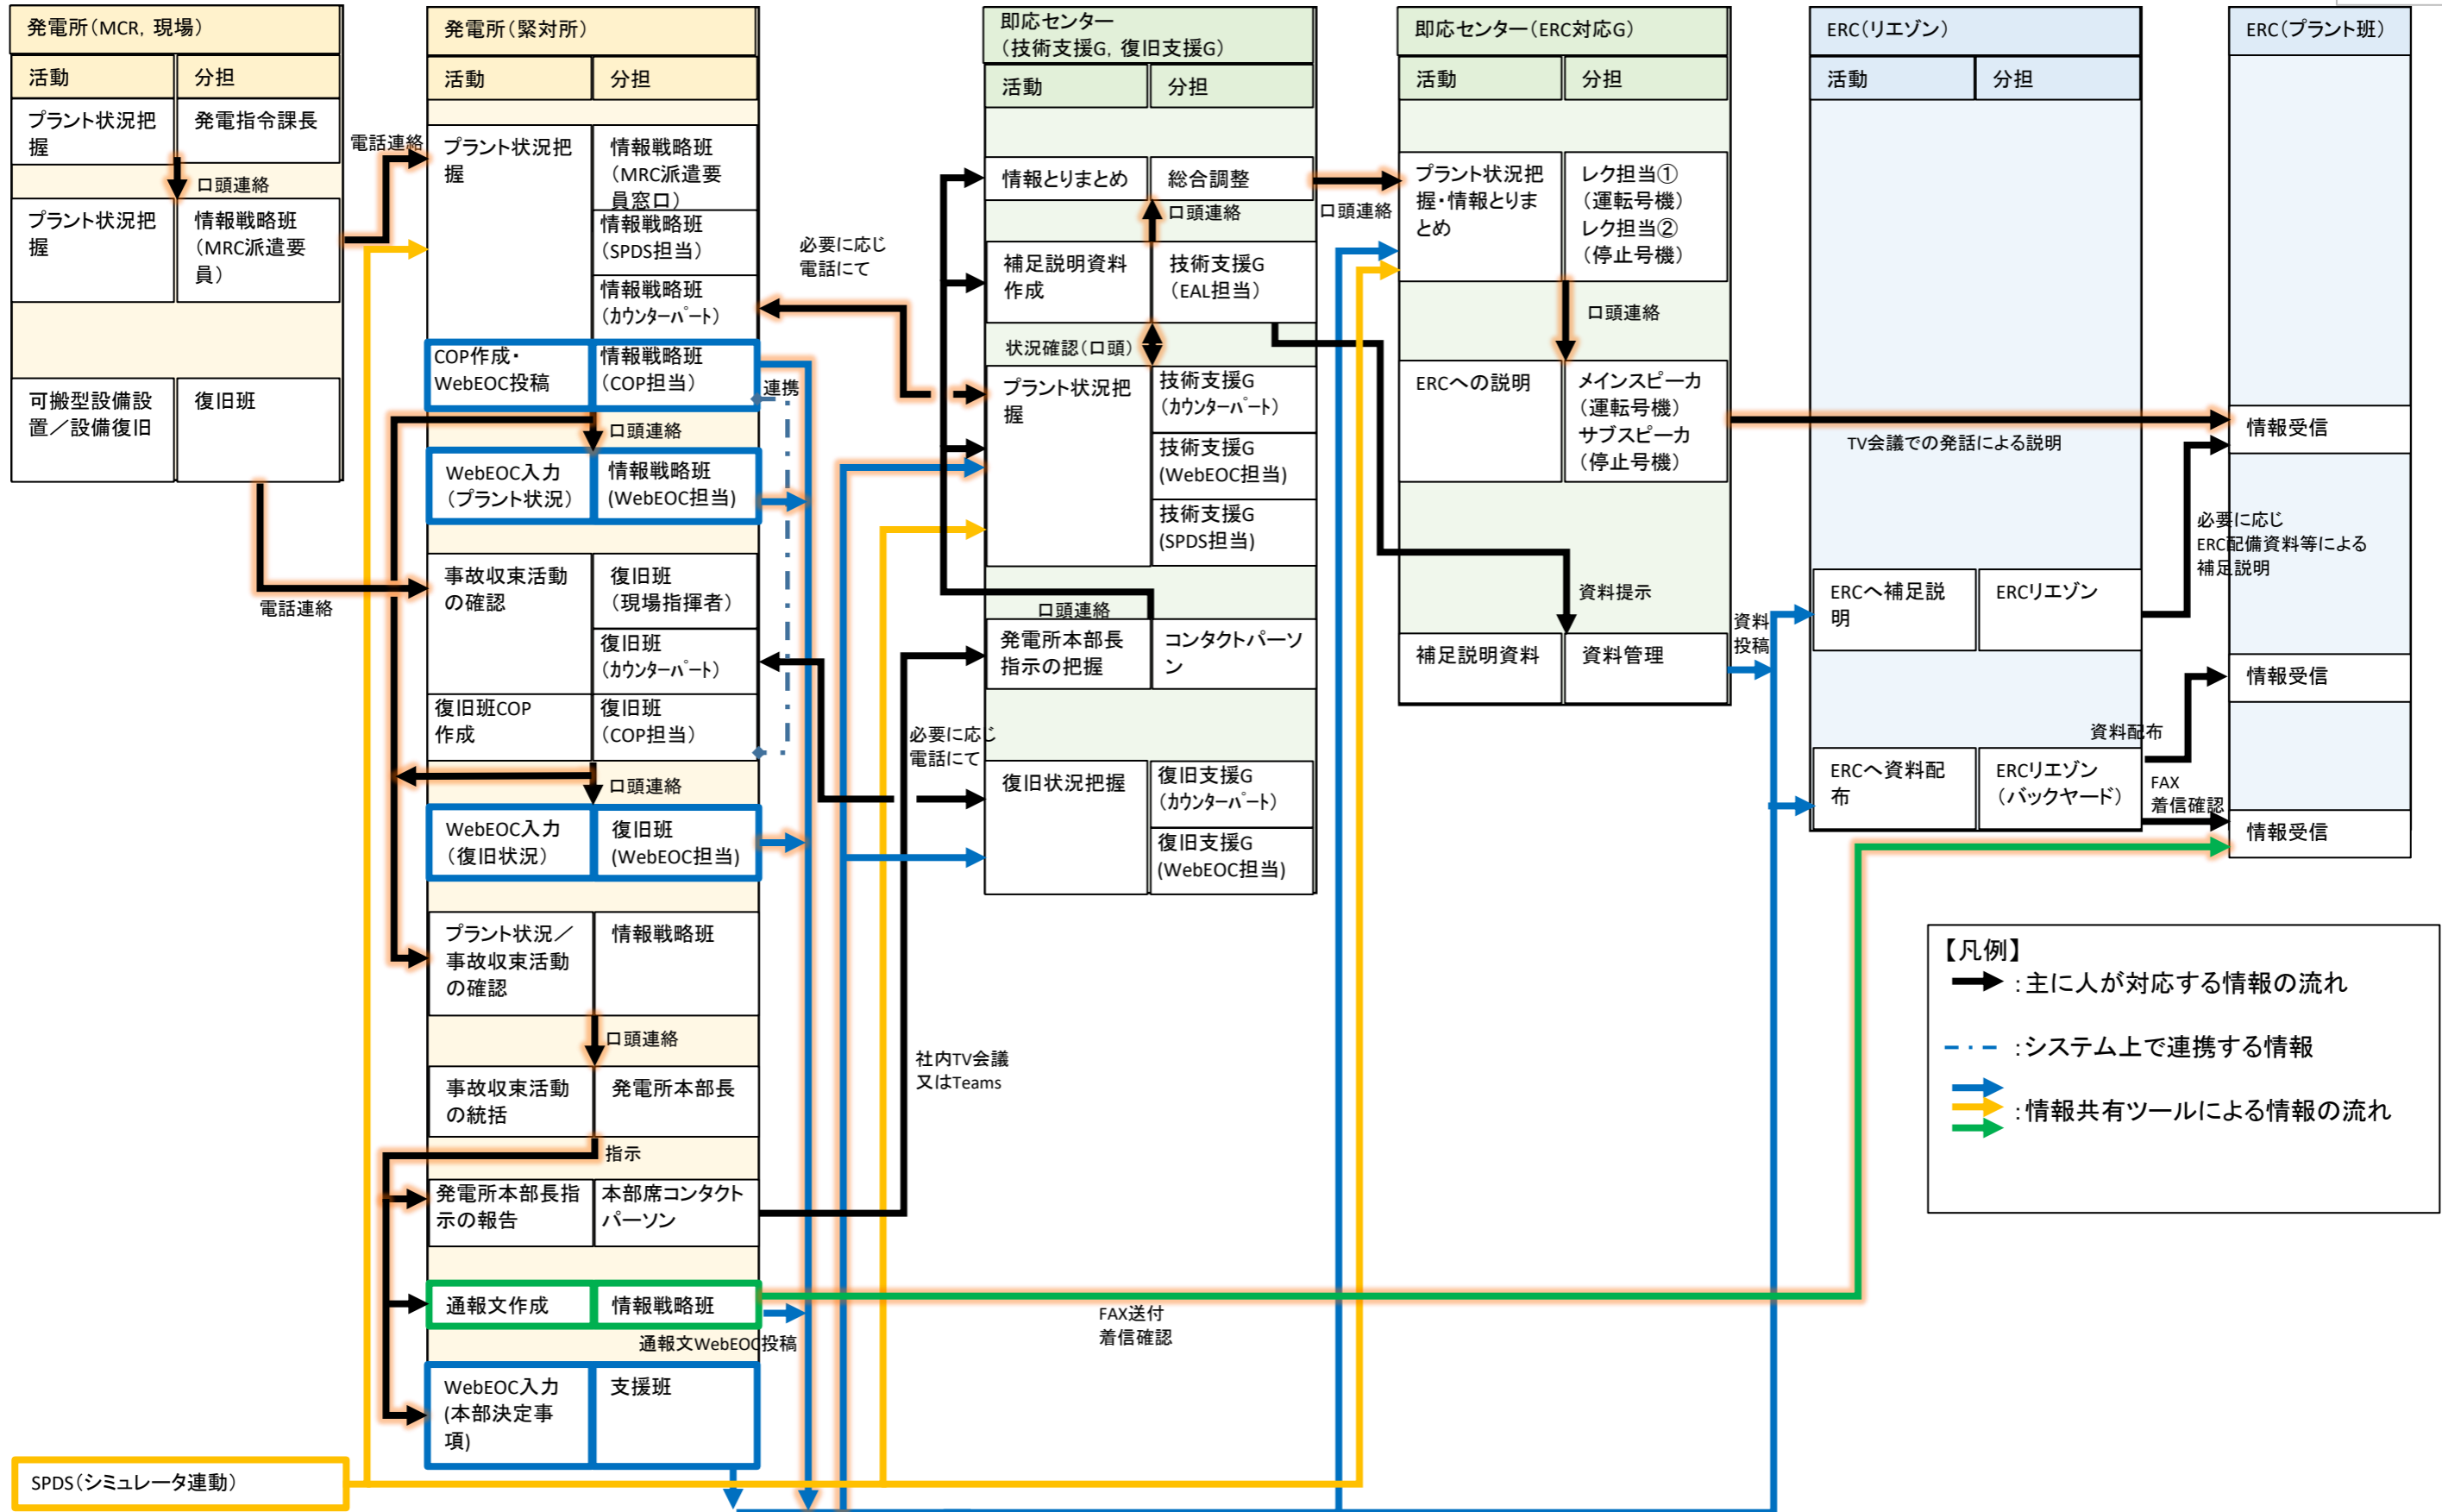 発電所（MCR，現場）
活動
分担
プラント状況把
握
発電指令課長
口頭連絡
プラント状況把
握
情報戦略班
（MRC派遣要
員）
可搬型設備設
置／設備復旧
復旧班
電話連絡
電話連絡
発電所（緊対所）
活動
分担
プラント状況把
握
情報戦略班
（MRC派遣要
員窓口）
情報戦略班
（SPDS担当）
情報戦略班
（ｶｳﾝﾀｰﾊﾟｰﾄ）
COP作成・
WebEOC投稿
情報戦略班
（COP担当）
連携
口頭連絡
WebEOC入力
（プラント状況）
情報戦略班
(WebEOC担当)
事故収束活動
の確認
復旧班
（現場指揮者）
復旧班
（ｶｳﾝﾀｰﾊﾟｰﾄ）
復旧班COP
作成
復旧班
（COP担当）
口頭連絡
WebEOC入力
（復旧状況）
復旧班
(WebEOC担当)
プラント状況／
事故収束活動
の確認
情報戦略班
口頭連絡
事故収束活動
の統括
発電所本部長
指示
発電所本部長指
示の報告
本部席コンタクト
パーソン
通報文作成
情報戦略班
通報文WebEOC投稿
WebEOC入力
(本部決定事
項)
支援班
SPDS（シミュレータ連動）
必要に応じ
電話にて
必要に応じ
電話にて
社内TV会議
又はTeams
FAX送付
着信確認
即応センター
（技術支援G，復旧支援G）
活動
分担
情報とりまとめ
総合調整
口頭連絡
補足説明資料
作成
技術支援G
（EAL担当）
状況確認（口頭）
プラント状況把
握
技術支援G
（ｶｳﾝﾀｰﾊﾟｰﾄ）
技術支援G
(WebEOC担当)
技術支援G
(SPDS担当)
口頭連絡
発電所本部長
指示の把握
コンタクトパーソ
ン
復旧状況把握
復旧支援G
（ｶｳﾝﾀｰﾊﾟｰﾄ）
復旧支援G
(WebEOC担当)
口頭連絡
即応センター（ERC対応G）
活動
分担
プラント状況把
握・情報とりま
とめ
レク担当①
（運転号機）
レク担当②
（停止号機）
口頭連絡
ERCへの説明
メインスピーカ
（運転号機）
サブスピーカ
（停止号機）
資料提示
補足説明資料
資料管理
資料
投稿
ERC（リエゾン）
活動
分担
TV会議での発話による説明
ERCへ補足説
明
ERCリエゾン
ERCへ資料配
布
ERCリエゾン
（バックヤード）
必要に応じ
ERC配備資料等による
補足説明
資料配布
FAX
着信確認
ERC（プラント班）
情報受信
情報受信
情報受信
【凡例】
：主に人が対応する情報の流れ
：システム上で連携する情報
：情報共有ツールによる情報の流れ